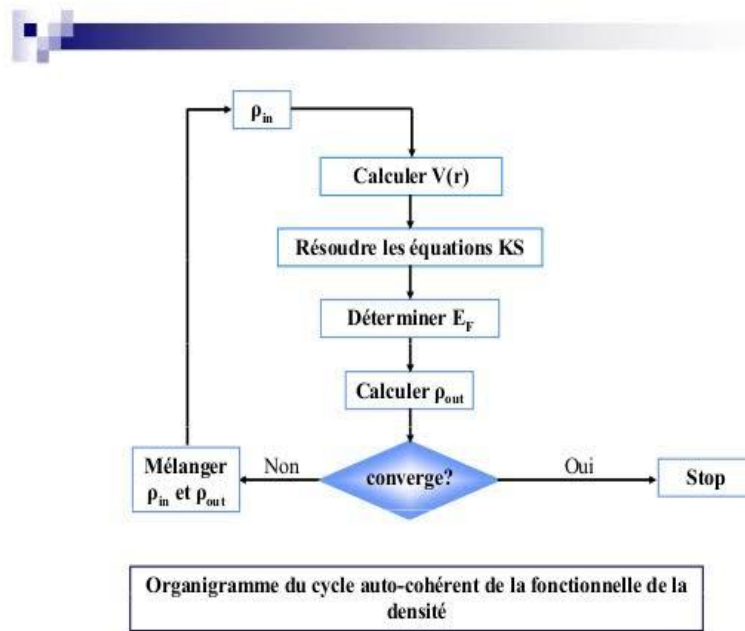 ρin
Calculer V(r)
Résoudre les équations KS
Déterminer EF
Calculer ρout
converge?
Non
Oui
Mélanger
ρin et ρout
Stop
Organigramme du cycle auto-cohérent de la fonctionnelle de la
densité